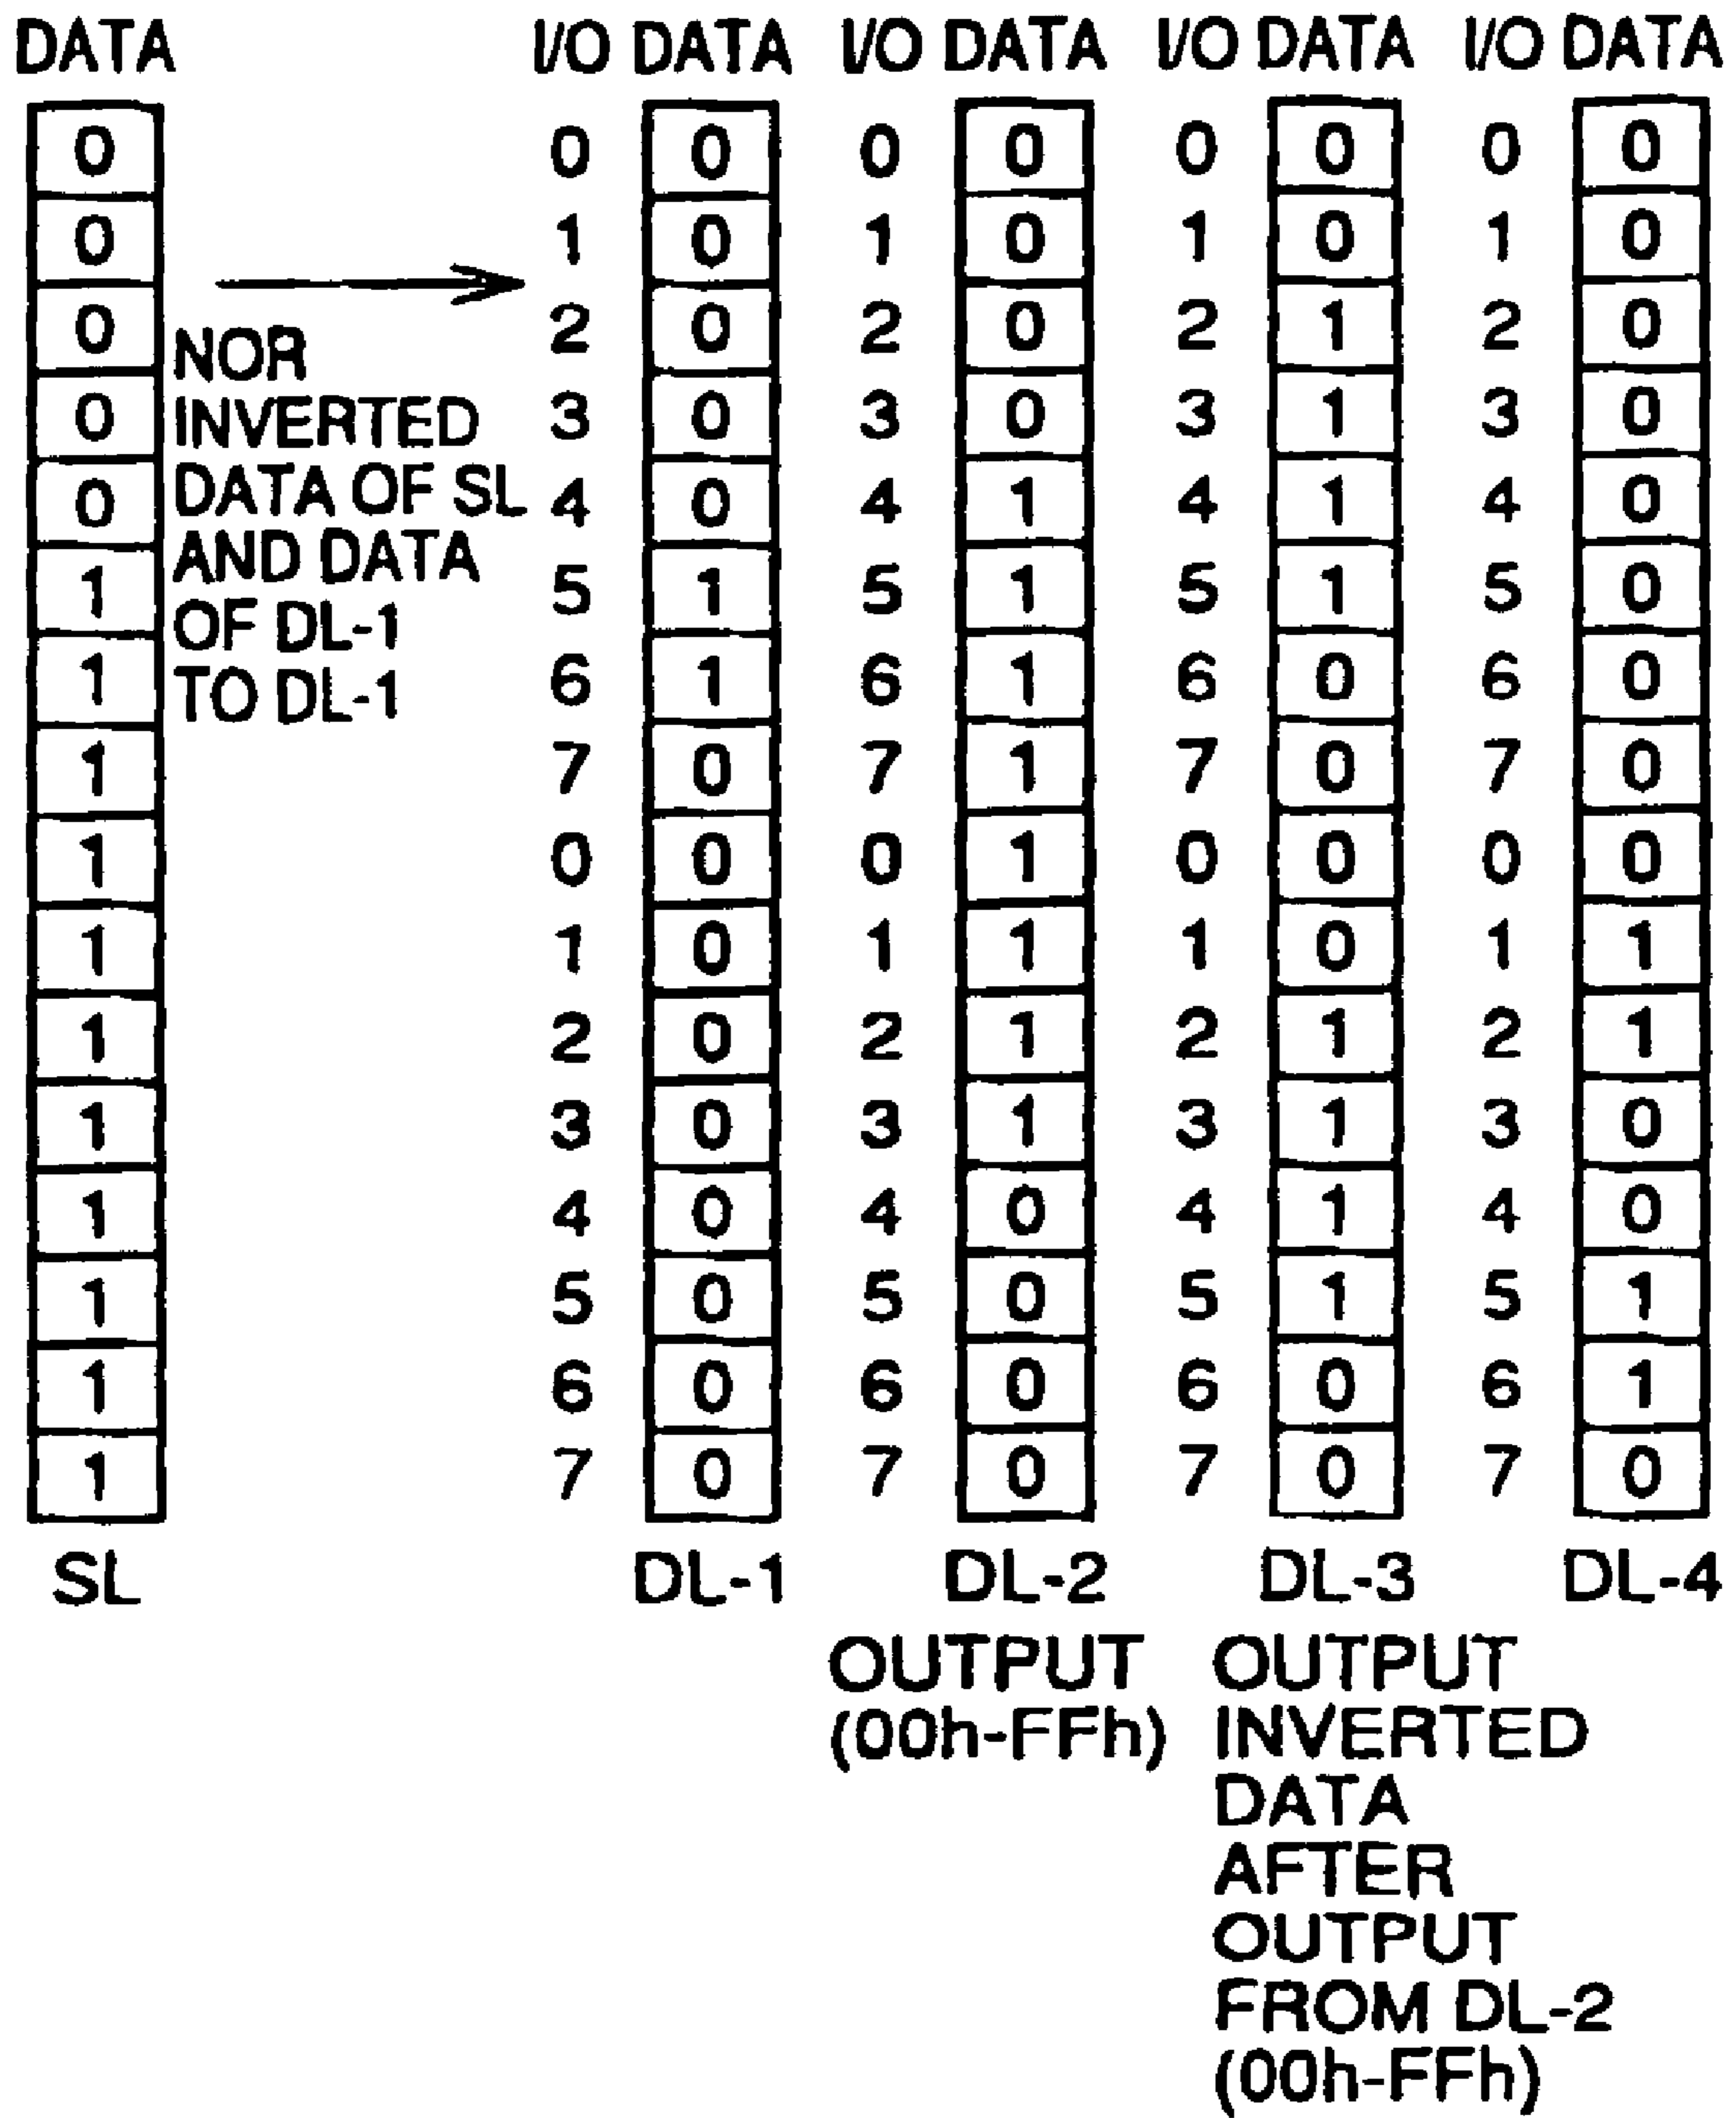 DATA I/O DATA I/O DATA I/O DATA I/O DATA
0 0 0 0 0 0 0 0 0
0 1 0 1 0 1 0 1 0
0 2 0 2 0 2 1 2 0
0 3 0 3 0 3 1 3 0
0 4 0 4 1 4 1 4 0
1 5 1 5 1 5 1 5 0
1 6 1 6 1 6 0 6 0
1 7 0 7 1 7 0 7 0
1 0 0 0 1 0 0 0 0
1 1 0 1 1 1 0 1 1
1 2 0 2 1 2 1 2 1
1 3 0 3 1 3 1 3 0
1 4 0 4 0 4 1 4 0
1 5 0 5 0 5 1 5 1
1 6 0 6 0 6 0 6 1
1 7 0 7 0 7 0 7 0
NOR
INVERTED
DATA OF SL
AND DATA
OF DL-1
TO DL-1
SL DL-1 DL-2 DL-3 DL-4
OUTPUT
(00h-FFh)
OUTPUT
INVERTED
DATA
AFTER
OUTPUT
FROM DL-2
(00h-FFh)